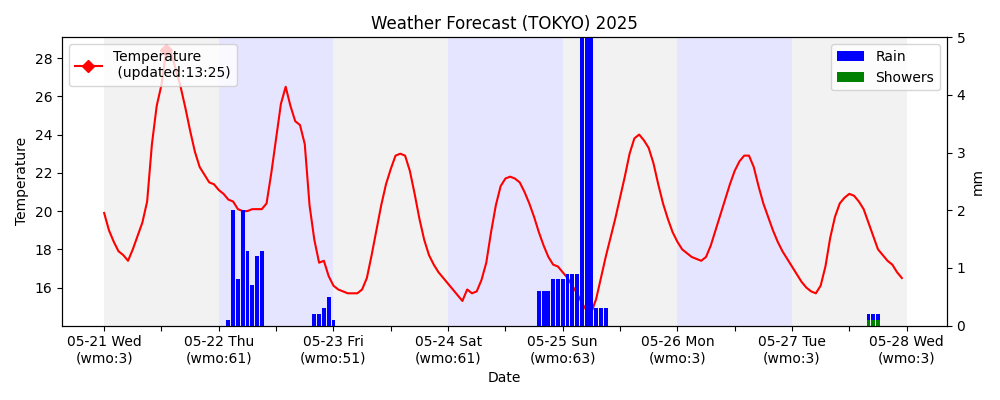 Weather Forecast (TOKYO) 2025
Temperature
(updated:13:25)
Rain
Showers
28
26
24
22
20
18
16
Temperature
5
4
3
2
1
0
mm
05-21 Wed
(wmo:3)
05-22 Thu
(wmo:61)
05-23 Fri
(wmo:51)
05-24 Sat
(wmo:61)
05-25 Sun
(wmo:63)
05-26 Mon
(wmo:3)
05-27 Tue
(wmo:3)
05-28 Wed
(wmo:3)
Date